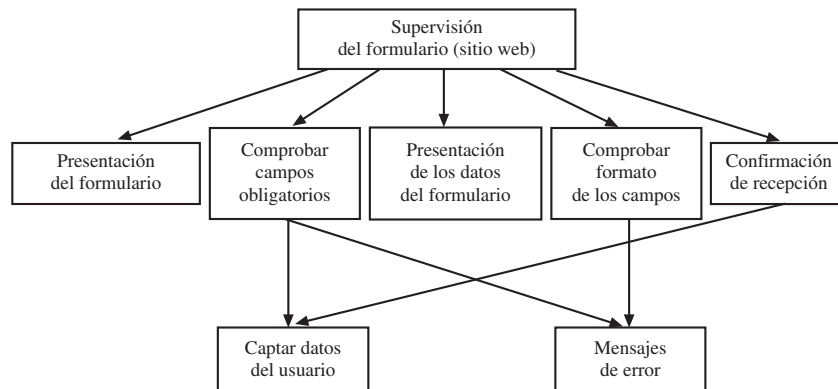 Supervisión
del formulario (sitio web)
Presentación
del formulario
Comprobar
campos
obligatorios
Presentación
de los datos
del formulario
Comprobar
formato
de los campos
Confirmación
de recepción
Captar datos
del usuario
Mensajes
de error